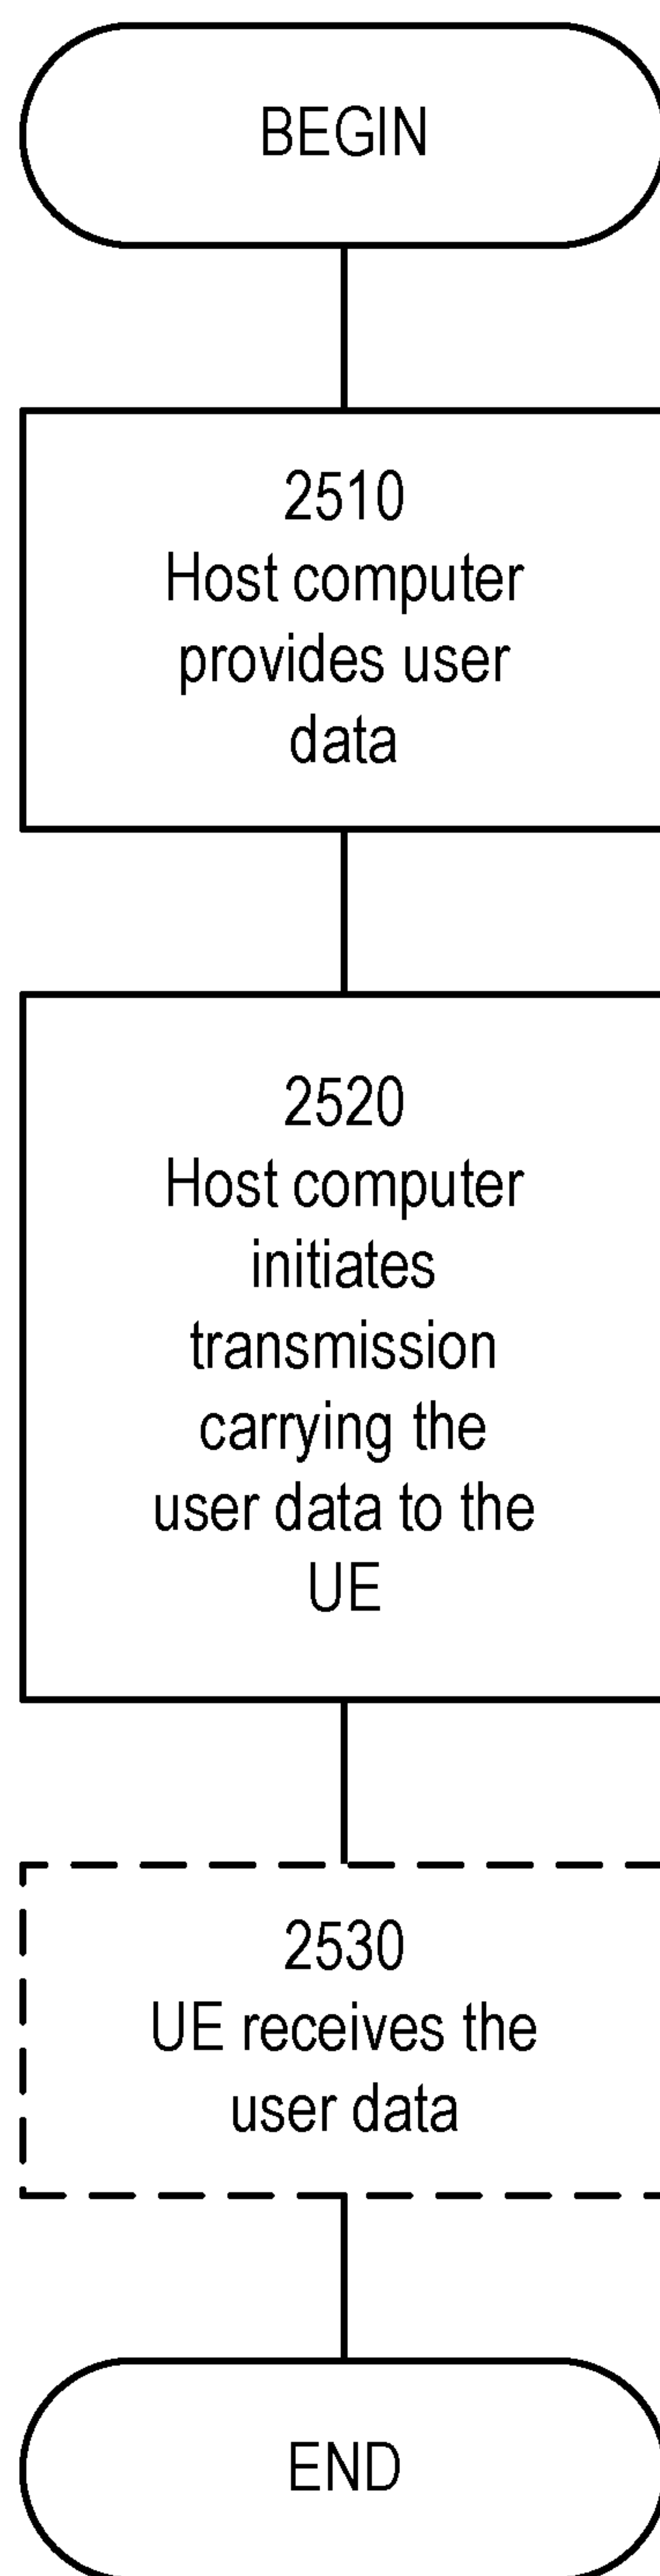 BEGIN
2510
Host computer
provides user
data
2520
Host computer
initiates
transmission
carrying the
user data to the
UE
2530
UE receives the
user data
END